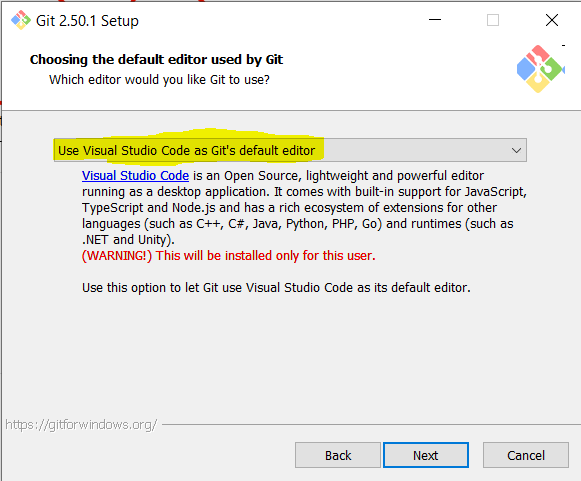 Git 2.50.1 Setup
Choosing the default editor used by Git
Which editor would you like Git to use?
Use Visual Studio Code as Git's default editor
Visual Studio Code is an Open Source, lightweight and powerful editor
running as a desktop application. It comes with built-in support for JavaScript,
TypeScript and Node.js and has a rich ecosystem of extensions for other
languages (such as C++, C#, Java, Python, PHP, Go) and runtimes (such as
.NET and Unity).
(WARNING!) This will be installed only for this user.
Use this option to let Git use Visual Studio Code as its default editor.
https://gitforwindows.org/
Back Next Cancel